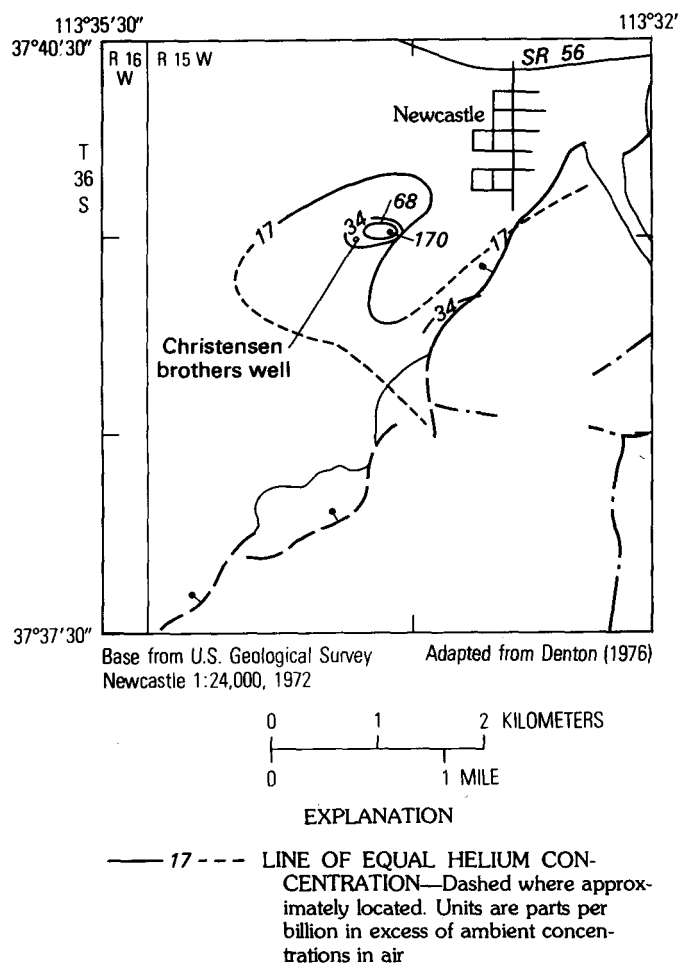 113°35'30"
113°32'
37°40'30"
R 16 W
R 15 W
SR 56
Newcastle
T 36 S
68
34
17
170
17
34
Christensen
brothers well
37°37'30"
Base from U.S. Geological Survey
Newcastle 1:24,000, 1972
Adapted from Denton (1976)
0 1 2 KILOMETERS
0 1 MILE
EXPLANATION
17 LINE OF EQUAL HELIUM CON-
CENTRATION—Dashed where approx-
imately located. Units are parts per
billion in excess of ambient concen-
trations in air